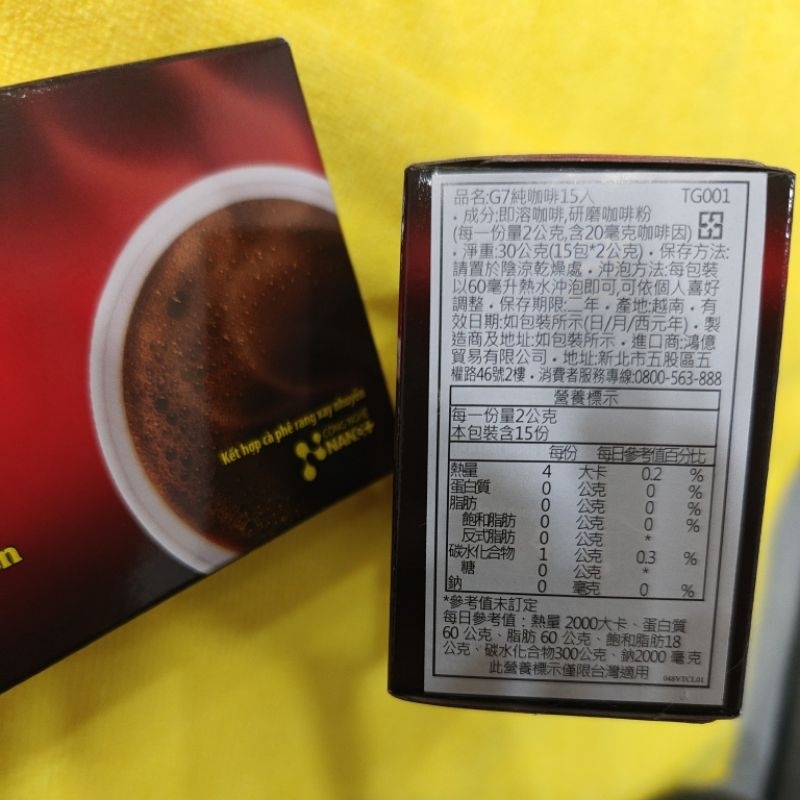 Kết hợp cà phê rang xay nhuyễn
CÔNG NGHỆ
NANO
n
品名:G7純咖啡15入 TG001
·成分:即溶咖啡,研磨咖啡粉
(每一份量2公克,含20毫克咖啡因)
·淨重:30公克(15包*2公克)·保存方法:
請置於陰涼乾燥處·沖泡方法:每包裝
以60毫升熱水沖泡即可,可依個人喜好
調整·保存期限:二年·產地:越南·有
效日期:如包裝所示(日/月/西元年)·製
造商及地址:如包裝所示·進口商:鴻億
貿易有限公司·地址:新北市五股區五
權路46號2樓·消費者服務專線:0800-563-888
營養標示
每一份量2公克
本包裝含15份
每份 每日參考值百分比
熱量 4 大卡 0.2 %
蛋白質 0 公克 0 %
脂肪 0 公克 0 %
飽和脂肪 0 公克 0 %
反式脂肪 0 公克 *
碳水化合物 1 公克 0.3 %
糖 0 公克 *
鈉 0 毫克 0 %
*參考值未訂定
每日參考值：熱量 2000大卡、蛋白質
60 公克、脂肪 60 公克、飽和脂肪18
公克、碳水化合物300公克、鈉2000 毫克
此營養標示僅限台灣適用
048VTCL01